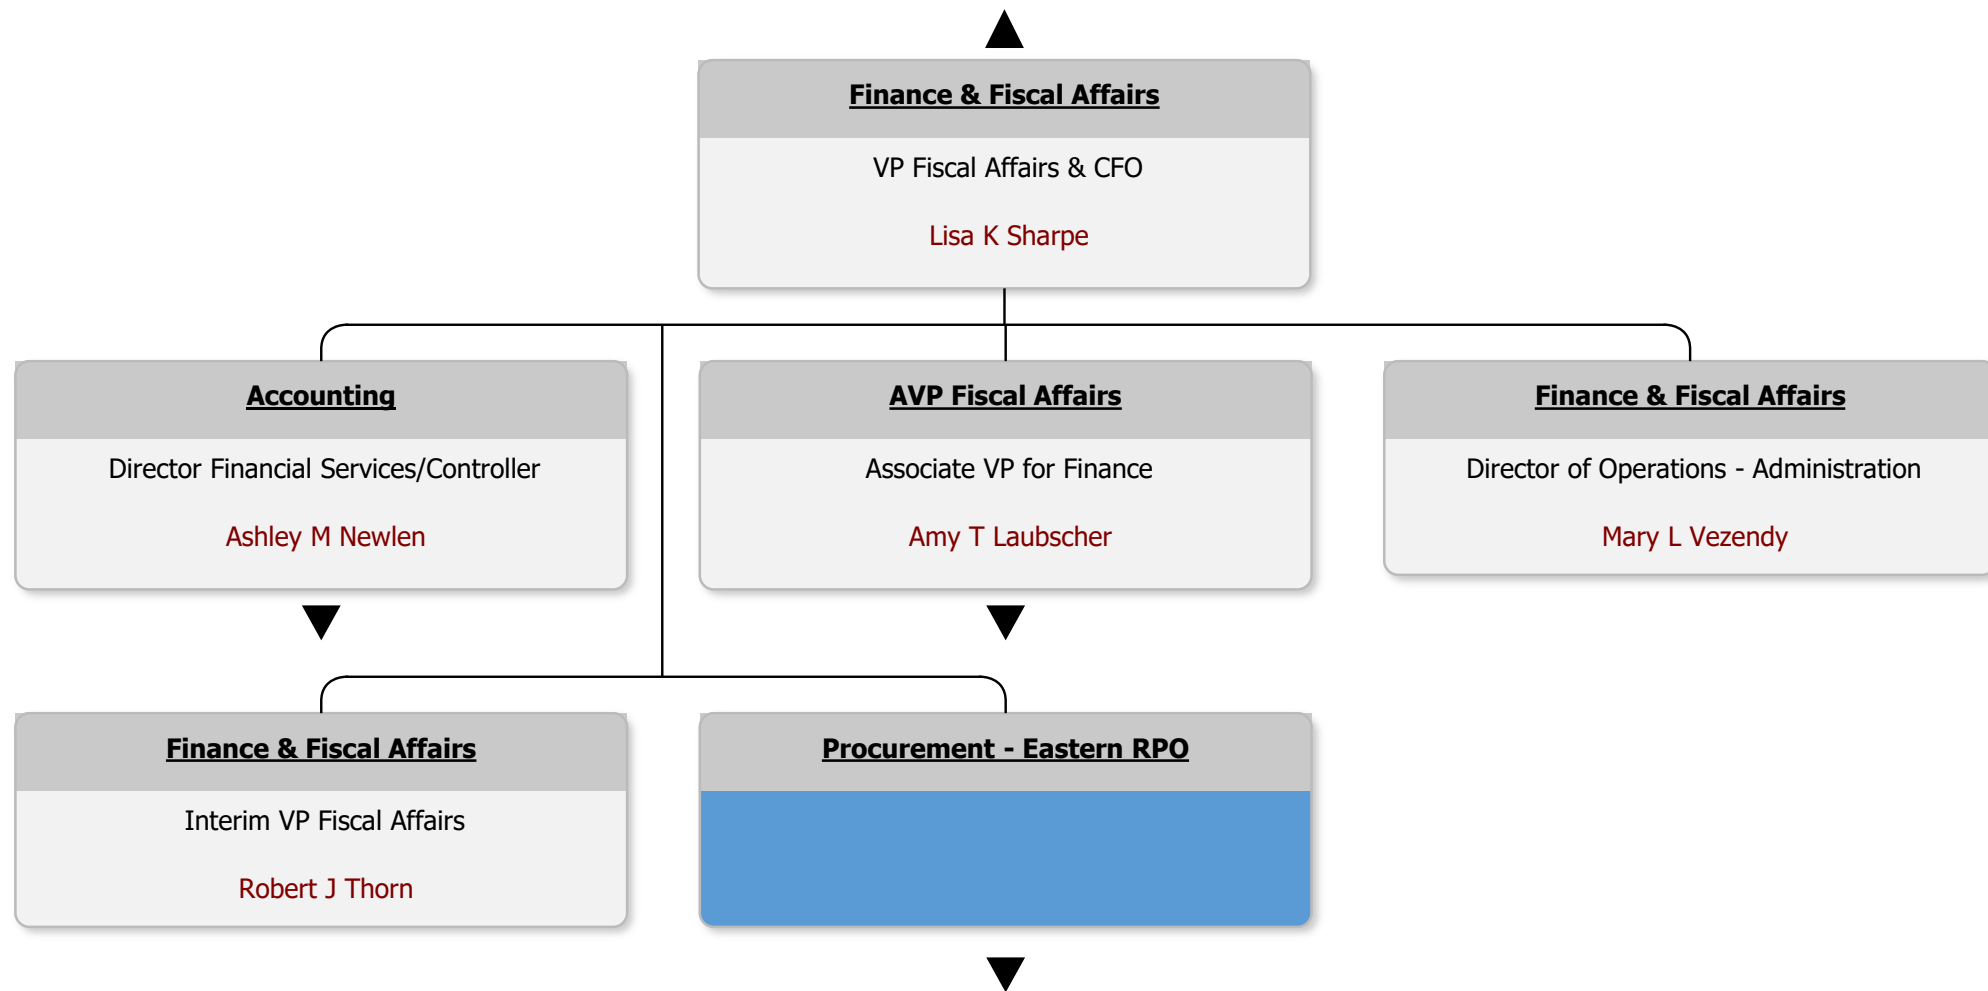 Finance & Fiscal Affairs
VP Fiscal Affairs & CFO
Lisa K Sharpe
Accounting
Director Financial Services/Controller
Ashley M Newlen
AVP Fiscal Affairs
Associate VP for Finance
Amy T Laubscher
Finance & Fiscal Affairs
Director of Operations - Administration
Mary L Vezendy
Finance & Fiscal Affairs
Interim VP Fiscal Affairs
Robert J Thorn
Procurement - Eastern RPO